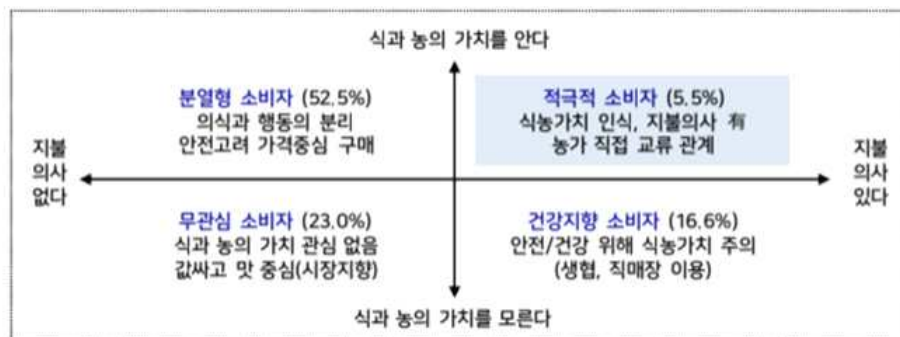 식과 농의 가치를 안다
분열형 소비자 (52.5%)
의식과 행동의 분리
안전고려 가격중심 구매
적극적 소비자 (5.5%)
식농가치 인식, 지불의사 有
농가 직접 교류 관계
지불
의사
없다
지불
의사
있다
무관심 소비자 (23.0%)
식과 농의 가치 관심 없음
값싸고 맛 중심(시장지향)
건강지향 소비자 (16.6%)
안전/건강 위해 식농가치 주의
(생협, 직매장 이용)
식과 농의 가치를 모른다